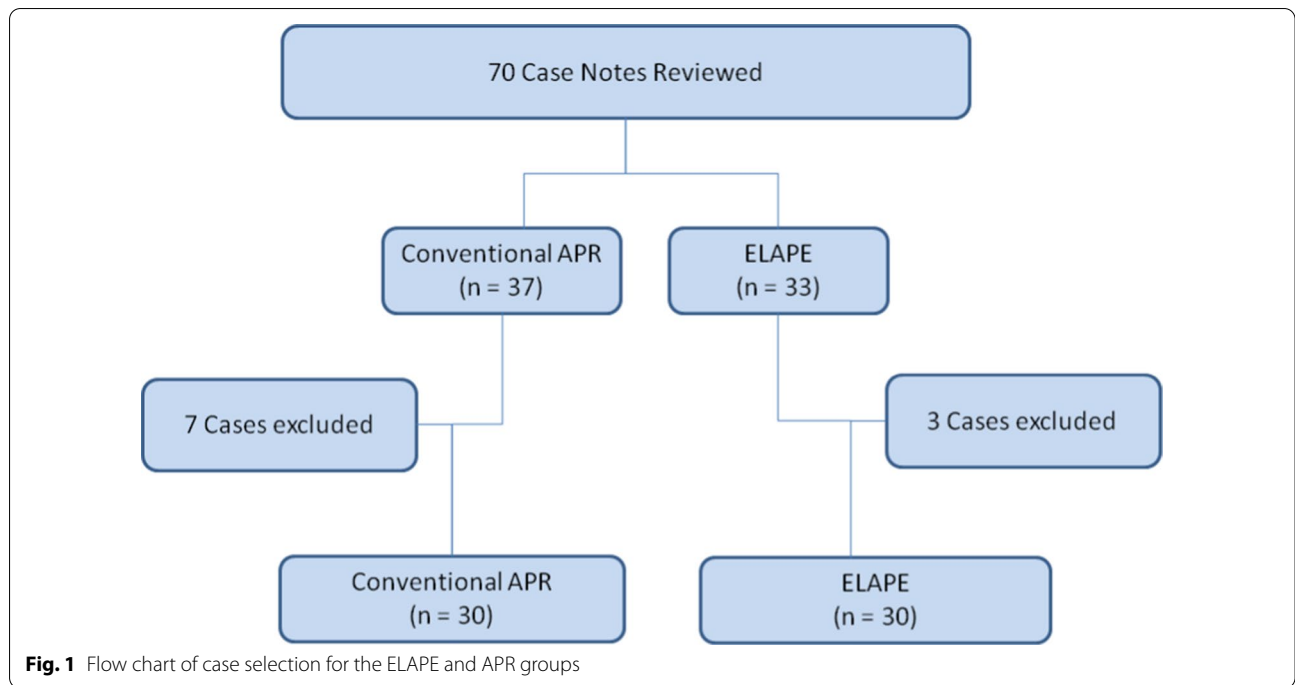 70 Case Notes Reviewed
Conventional APR
(n = 37)
ELAPE
(n = 33)
7 Cases excluded
3 Cases excluded
Conventional APR
(n = 30)
ELAPE
(n = 30)
Fig. 1 Flow chart of case selection for the ELAPE and APR groups